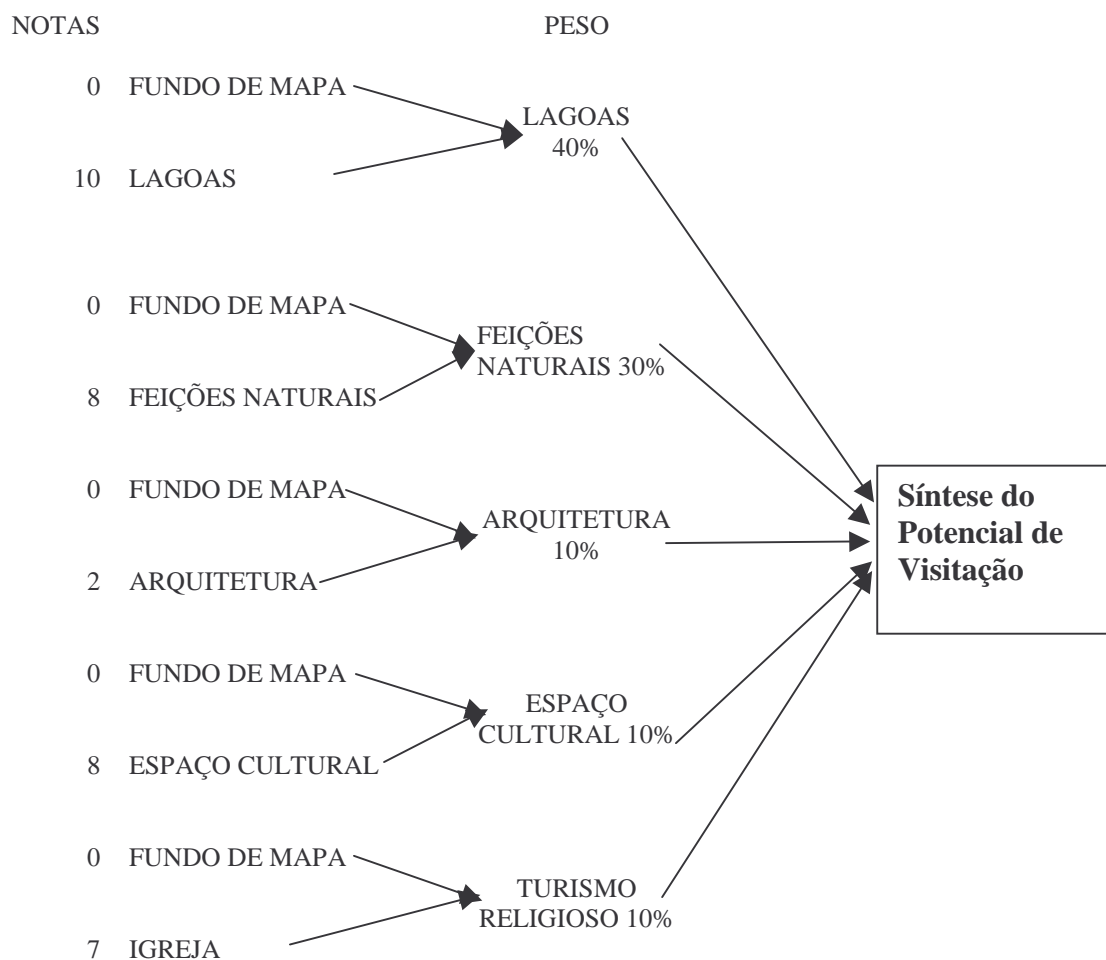 NOTAS PESO
0 FUNDO DE MAPA
LAGOAS
40%
10 LAGOAS
0 FUNDO DE MAPA
FEIÇÕES
NATURAIS 30%
8 FEIÇÕES NATURAIS
0 FUNDO DE MAPA
ARQUITETURA
10%
2 ARQUITETURA
Síntese do
Potencial de
Visitação
0 FUNDO DE MAPA
ESPAÇO
CULTURAL 10%
8 ESPAÇO CULTURAL
0 FUNDO DE MAPA
TURISMO
RELIGIOSO 10%
7 IGREJA